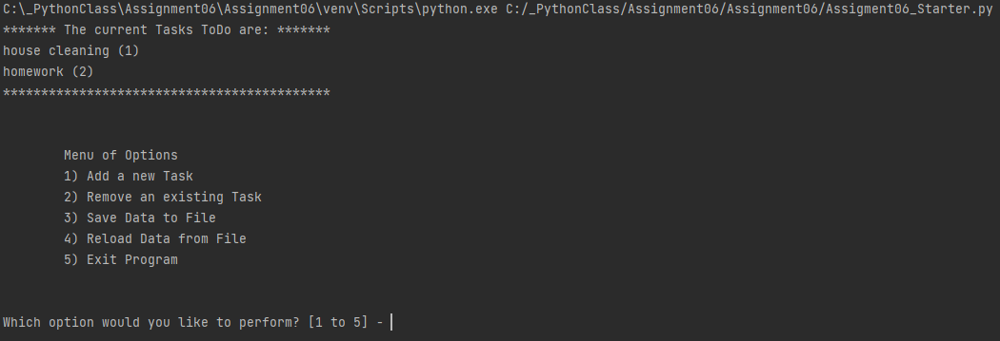 C:\_PythonClass\Assignment06\Assignment06\venv\Scripts\python.exe C:/_PythonClass/Assignment06/Assignment06/Assigment06_Starter.py
******* The current Tasks ToDo are: *******
house cleaning (1)
homework (2)
*******************************************
Menu of Options
1) Add a new Task
2) Remove an existing Task
3) Save Data to File
4) Reload Data from File
5) Exit Program
Which option would you like to perform? [1 to 5] -